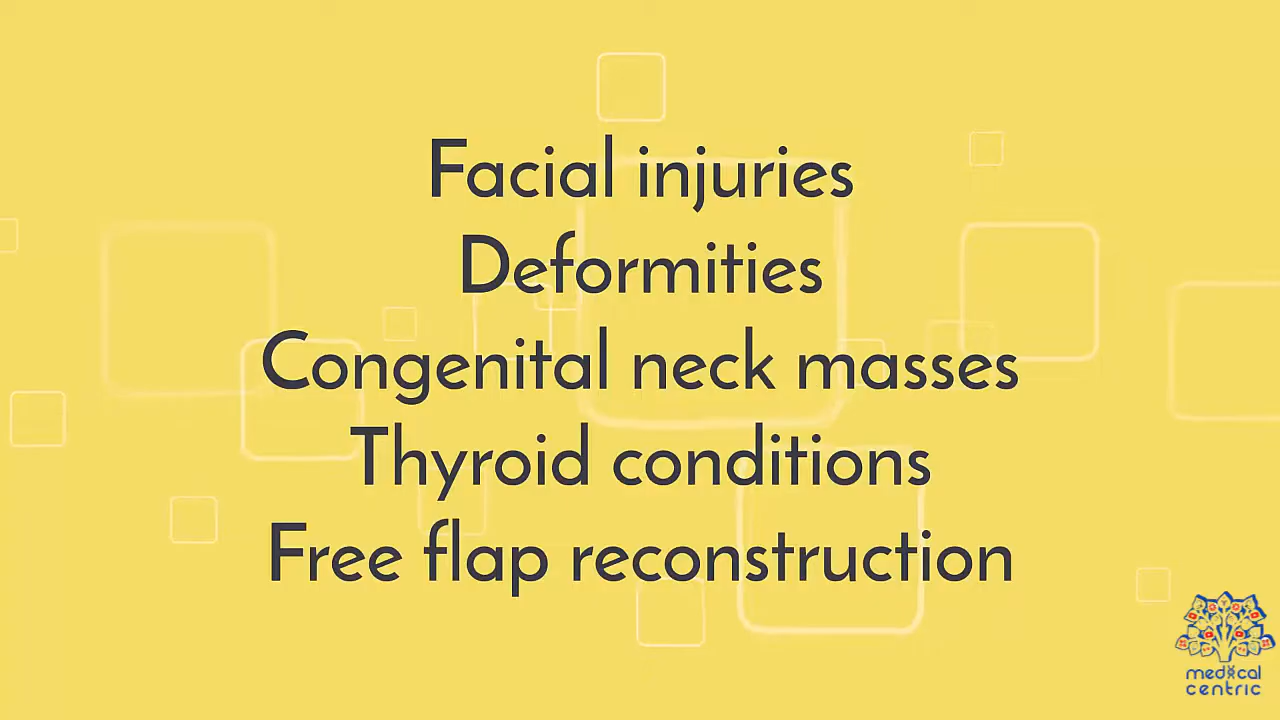 Facial injuries
Deformities
Congenital neck masses
Thyroid conditions
Free flap reconstruction
medical
centric